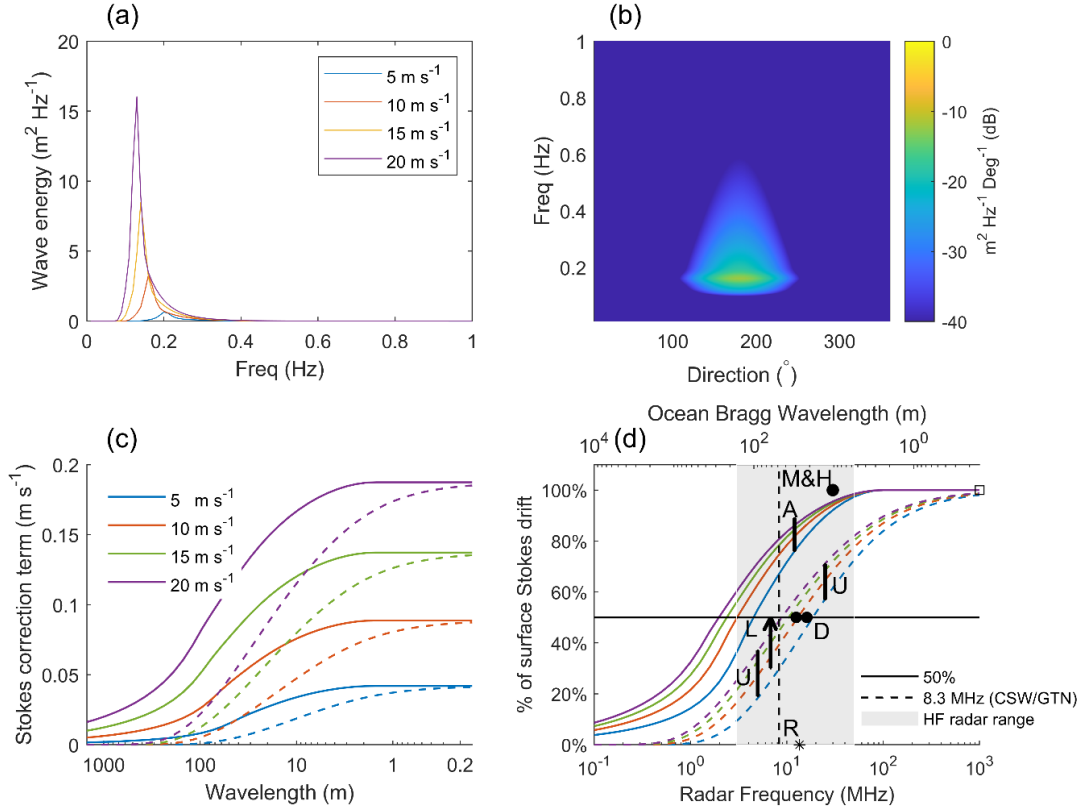 (a)
20
15
10
5
0
0 0.2 0.4 0.6 0.8 1
Wave energy (m² Hz⁻¹)
Freq (Hz)
5 m s⁻¹
10 m s⁻¹
15 m s⁻¹
20 m s⁻¹
(b)
1
0.8
0.6
0.4
0.2
100 200 300
Freq (Hz)
Direction (°)
0
-10
-20
-30
-40
m² Hz⁻¹ Deg⁻¹ (dB)
(c)
0.2
0.15
0.1
0.05
0
1000 100 10 1 0.2
Stokes correction term (m s⁻¹)
Wavelength (m)
5 m s⁻¹
10 m s⁻¹
15 m s⁻¹
20 m s⁻¹
Ocean Bragg Wavelength (m)
10⁴ (d) 10² 10⁰
100%
80%
60%
40%
20%
0%
10⁻¹ 10⁰ 10¹ 10² 10³
% of surface Stokes drift
Radar Frequency (MHz)
M&H
A
U
L
D
U
R
50%
8.3 MHz (CSW/GTN)
HF radar range